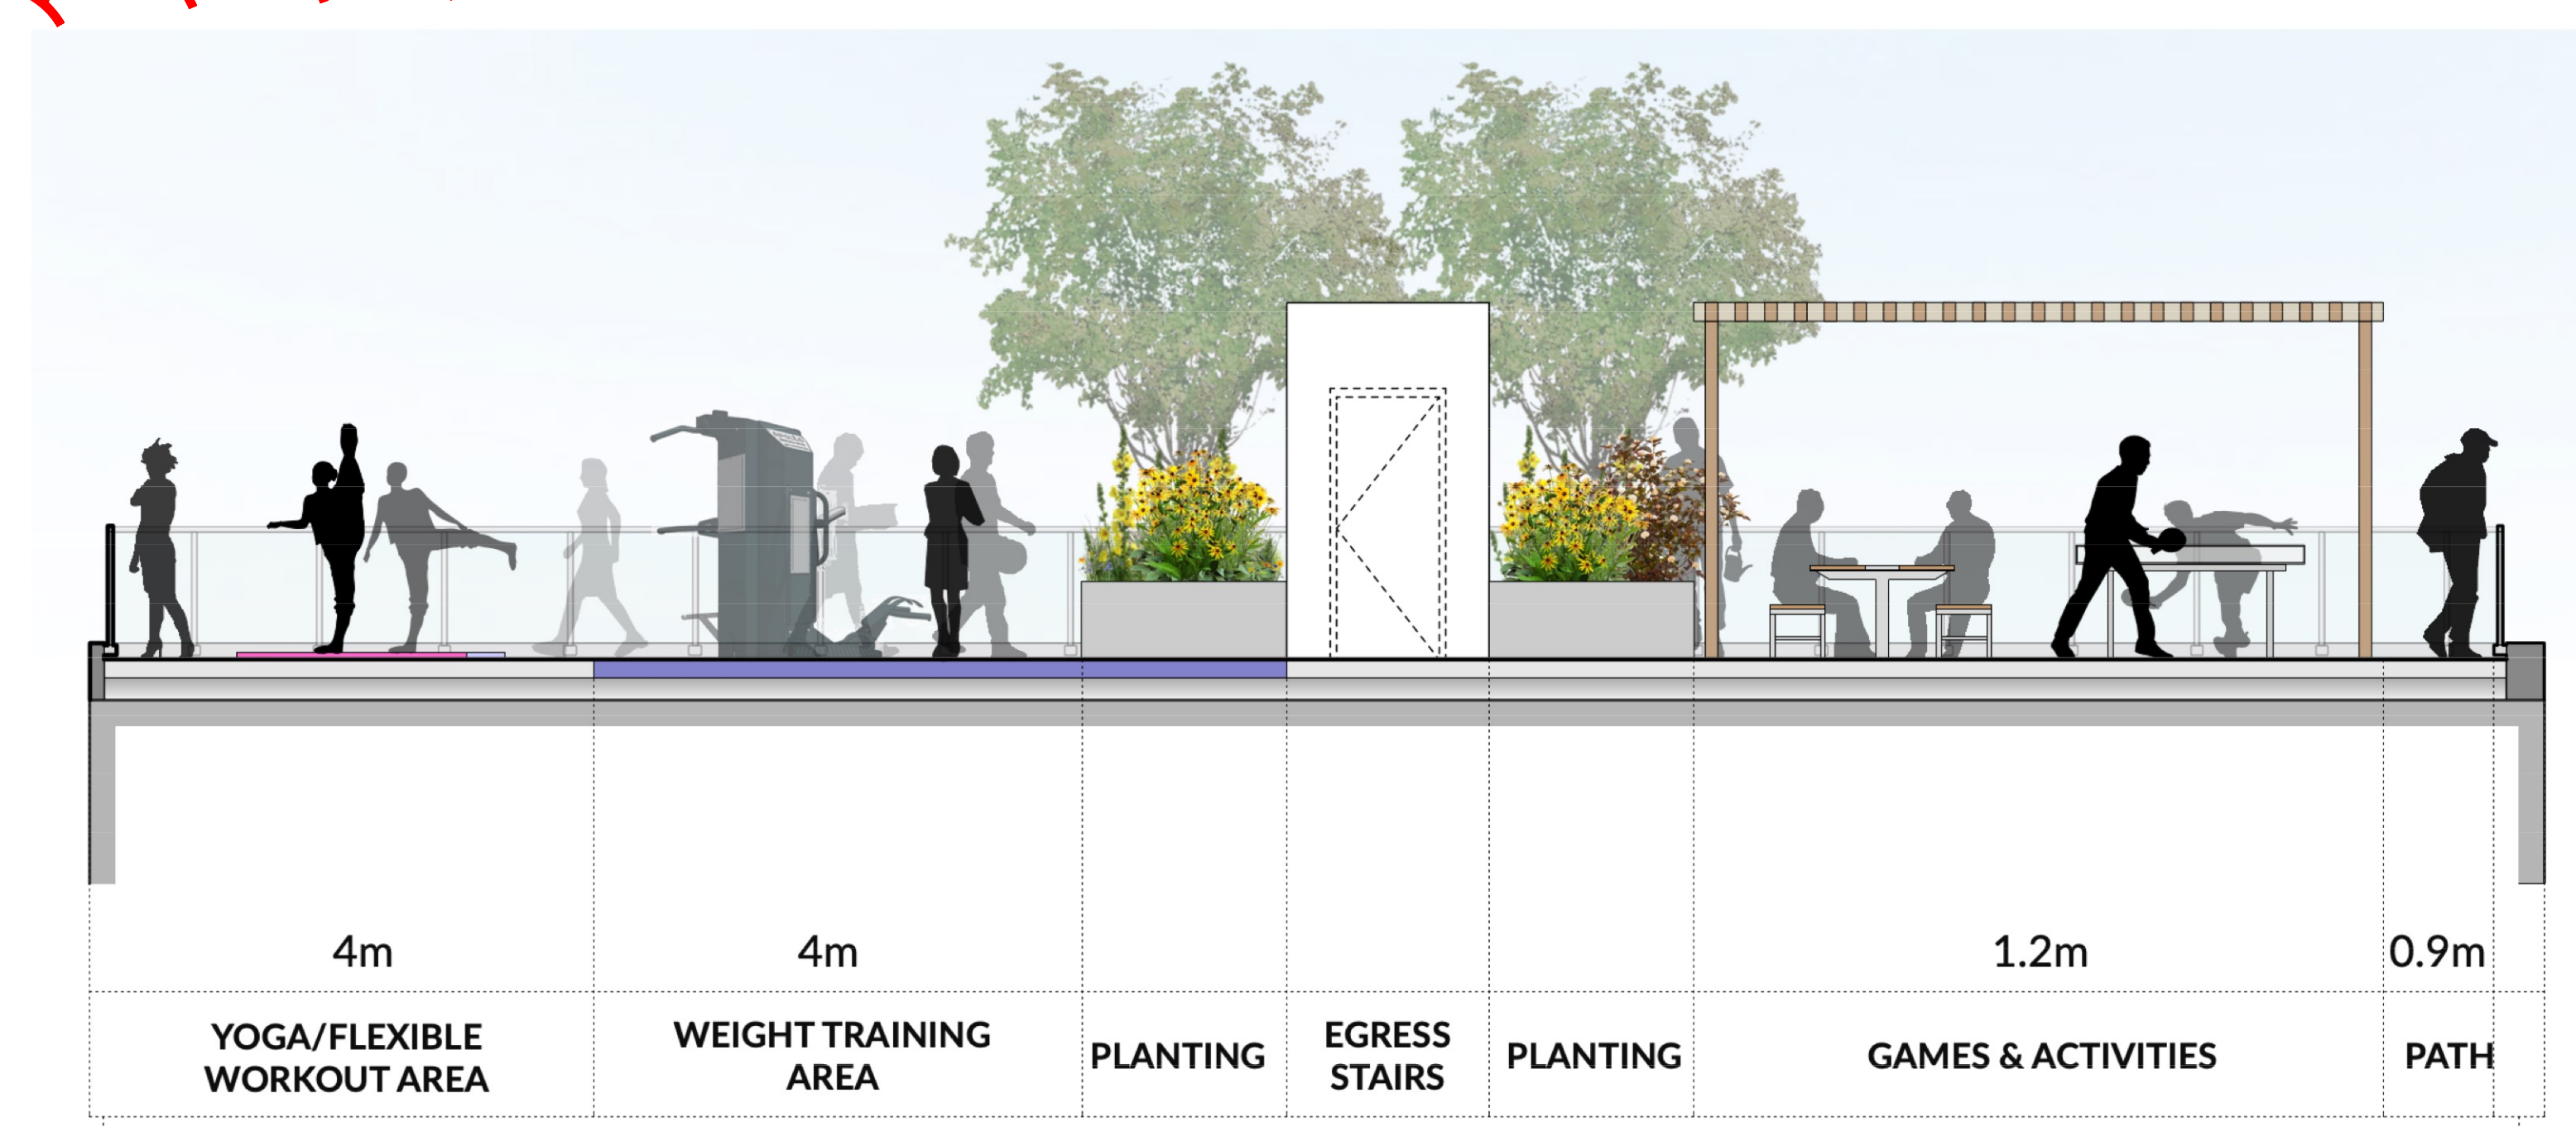 4m
4m
1.2m
0.9m
YOGA/FLEXIBLE
WORKOUT AREA
WEIGHT TRAINING
AREA
PLANTING
EGRESS
STAIRS
PLANTING
GAMES & ACTIVITIES
PATH